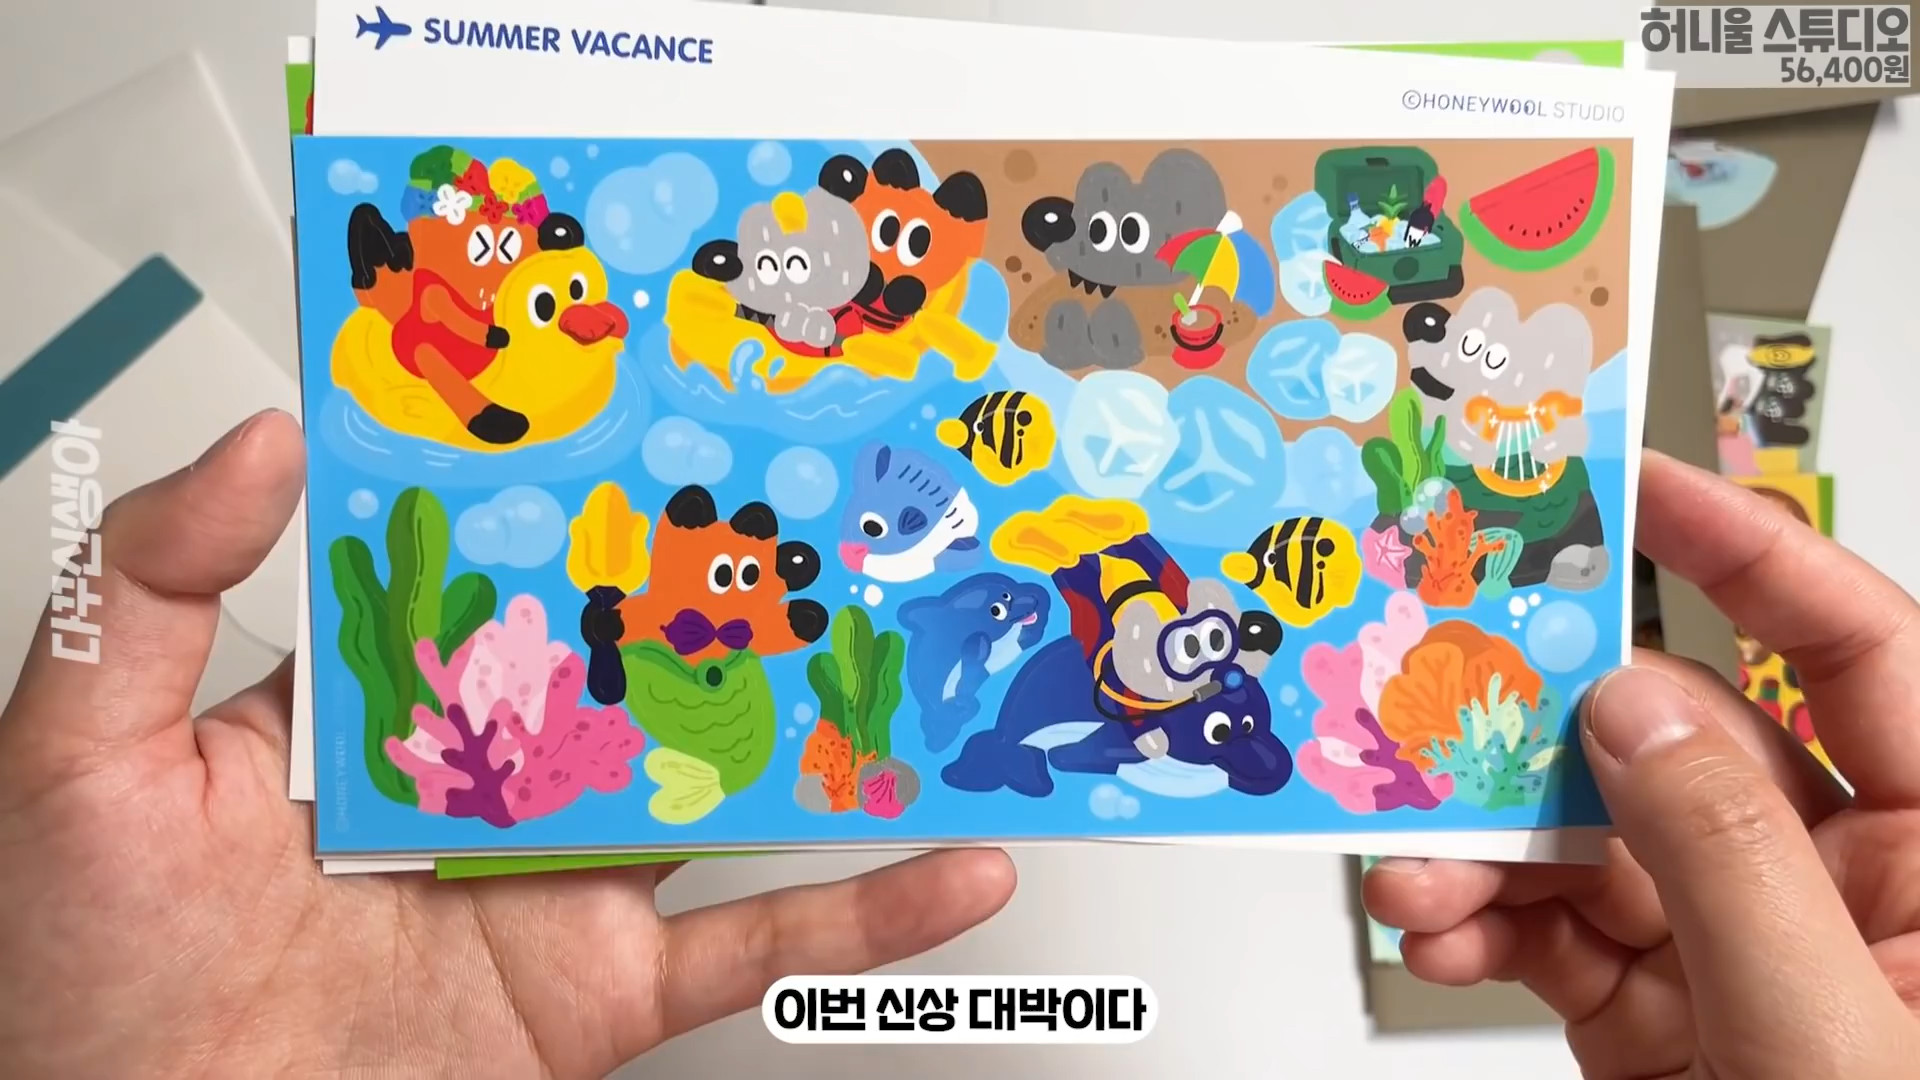 SUMMER VACANCE
허니울 스튜디오
56,400원
©HONEYWOOL STUDIO
다꾸신생아
©HONEYWOOL
이번 신상 대박이다